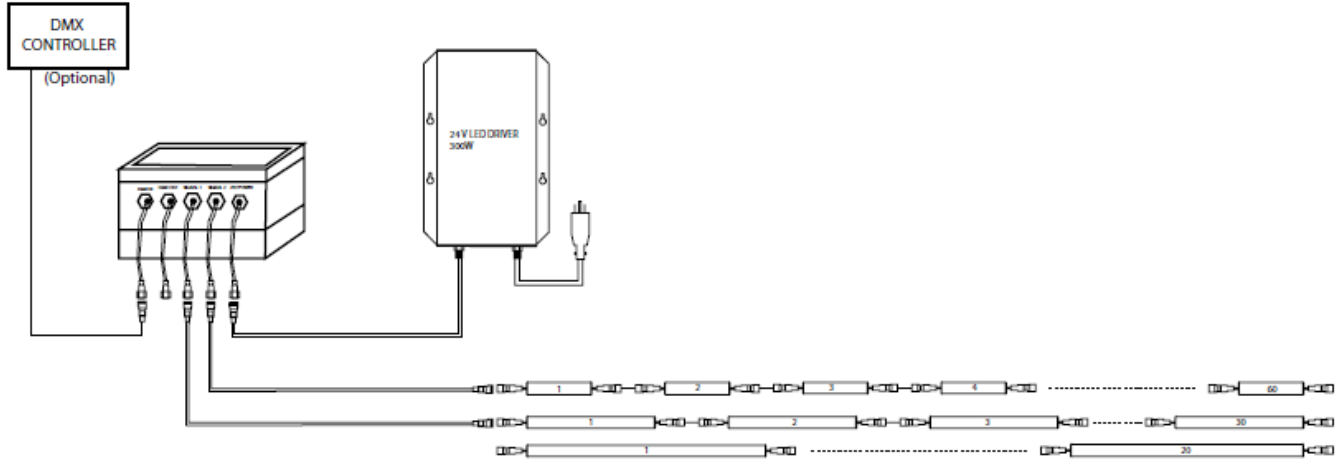 DMX
CONTROLLER
(Optional)
24 V LED DRIVER
300W
1 2 3 4 60
1 2 3 30
1 20